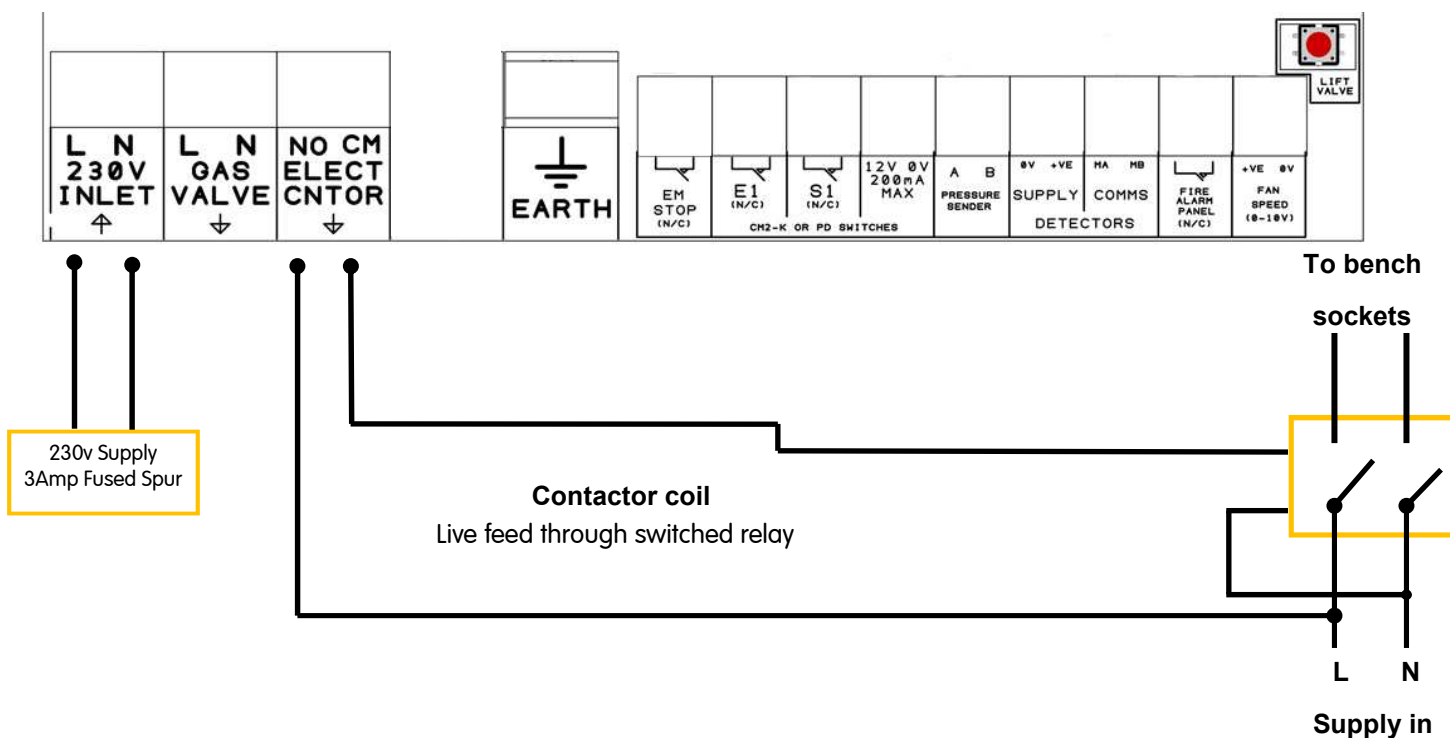 LIFT
VALVE
L N
230V
INLET
L N
GAS
VALVE
NO CM
ELECT
CNTOR
EARTH
EM
STOP
(N/C)
E1
(N/C)
S1
(N/C)
12V 0V
200mA
MAX
CM2-K OR PD SWITCHES
A B
PRESSURE
SENDER
0V +VE
SUPPLY
MA MB
COMMS
DETECTORS
FIRE
ALARM
PANEL
(N/C)
+VE 0V
FAN
SPEED
(0-10V)
To bench
sockets
230v Supply
3Amp Fused Spur
Contactor coil
Live feed through switched relay
L N
Supply in